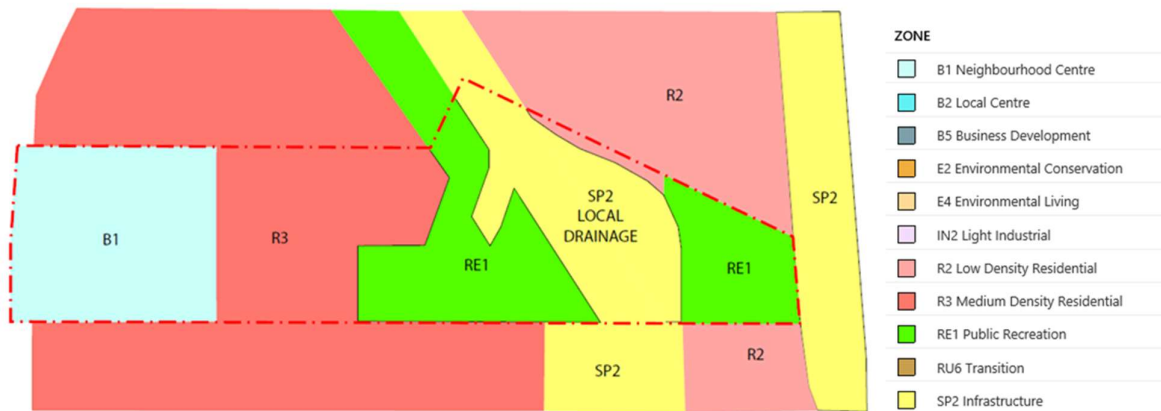 R2
SP2
B1
R3
SP2
LOCAL
DRAINAGE
RE1
RE1
SP2
R2
ZONE
B1 Neighbourhood Centre
B2 Local Centre
B5 Business Development
E2 Environmental Conservation
E4 Environmental Living
IN2 Light Industrial
R2 Low Density Residential
R3 Medium Density Residential
RE1 Public Recreation
RU6 Transition
SP2 Infrastructure